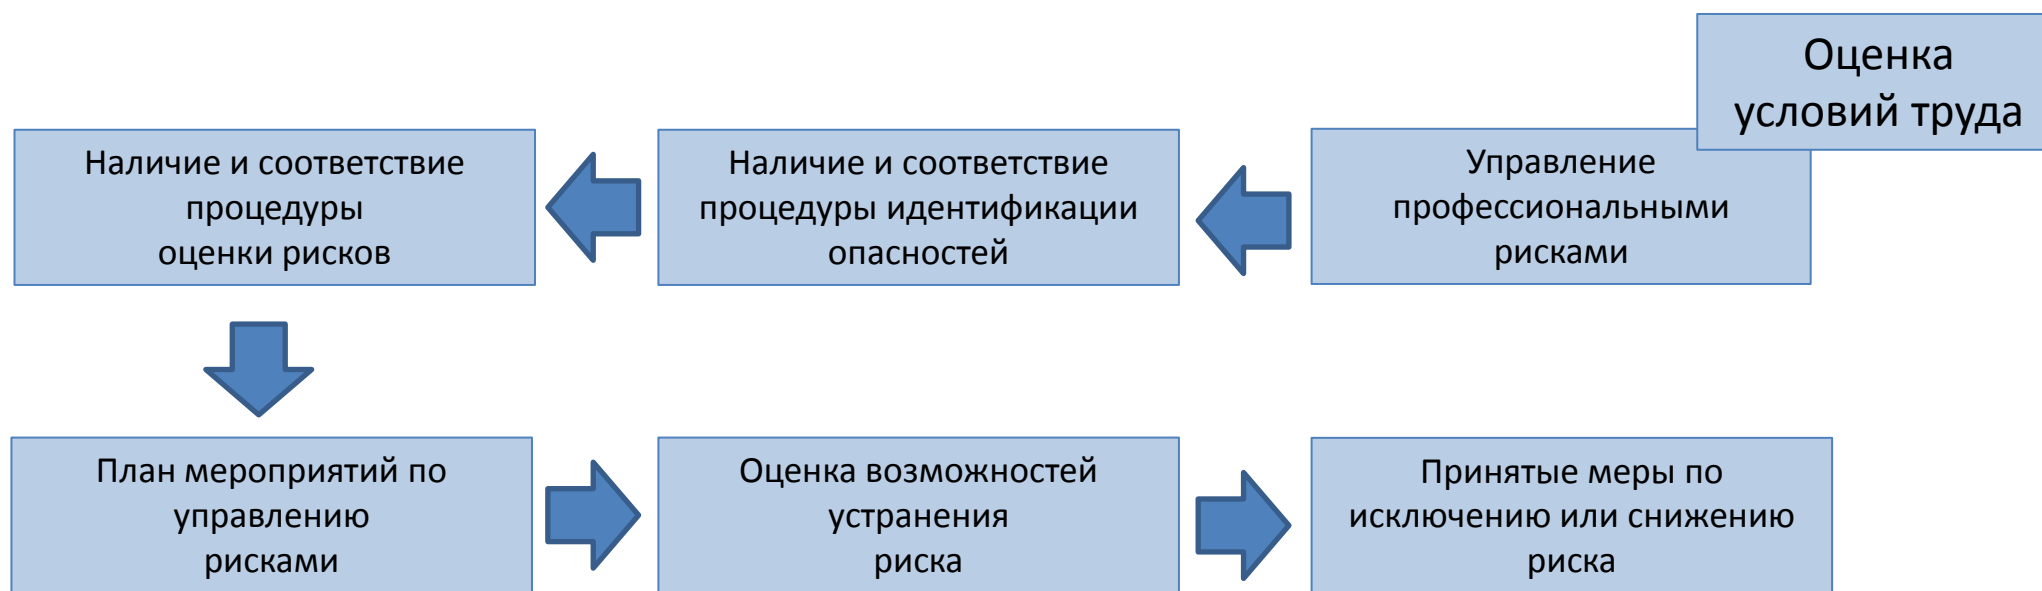 Оценка
условий труда
Управление
профессиональными
рисками
Наличие и соответствие
процедуры идентификации
опасностей
Наличие и соответствие
процедуры
оценки рисков
План мероприятий по
управлению
рисками
Оценка возможностей
устранения
риска
Принятые меры по
исключению или снижению
риска